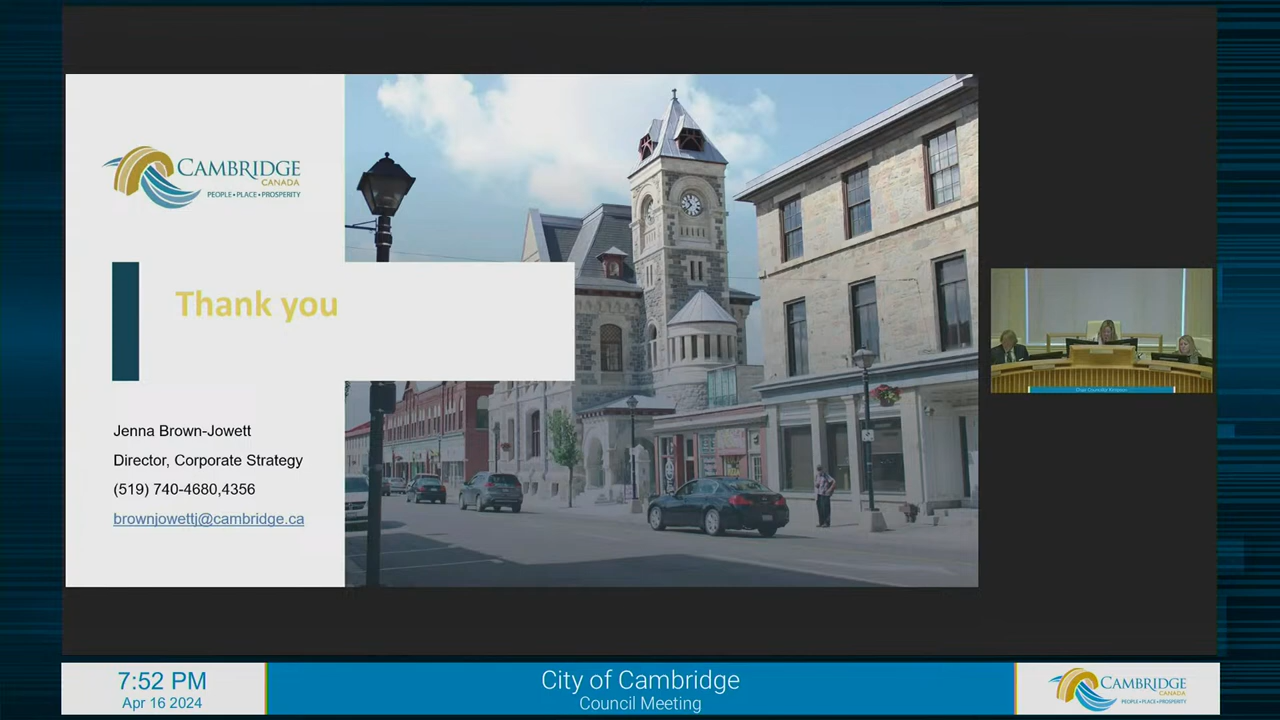 CAMBRIDGE
CANADA
PEOPLE • PLACE • PROSPERITY
Thank you
Jenna Brown-Jowett
Director, Corporate Strategy
(519) 740-4680,4356
brownjowettj@cambridge.ca
7:52 PM
Apr 16 2024
City of Cambridge
Council Meeting
CAMBRIDGE
CANADA
PEOPLE • PLACE • PROSPERITY